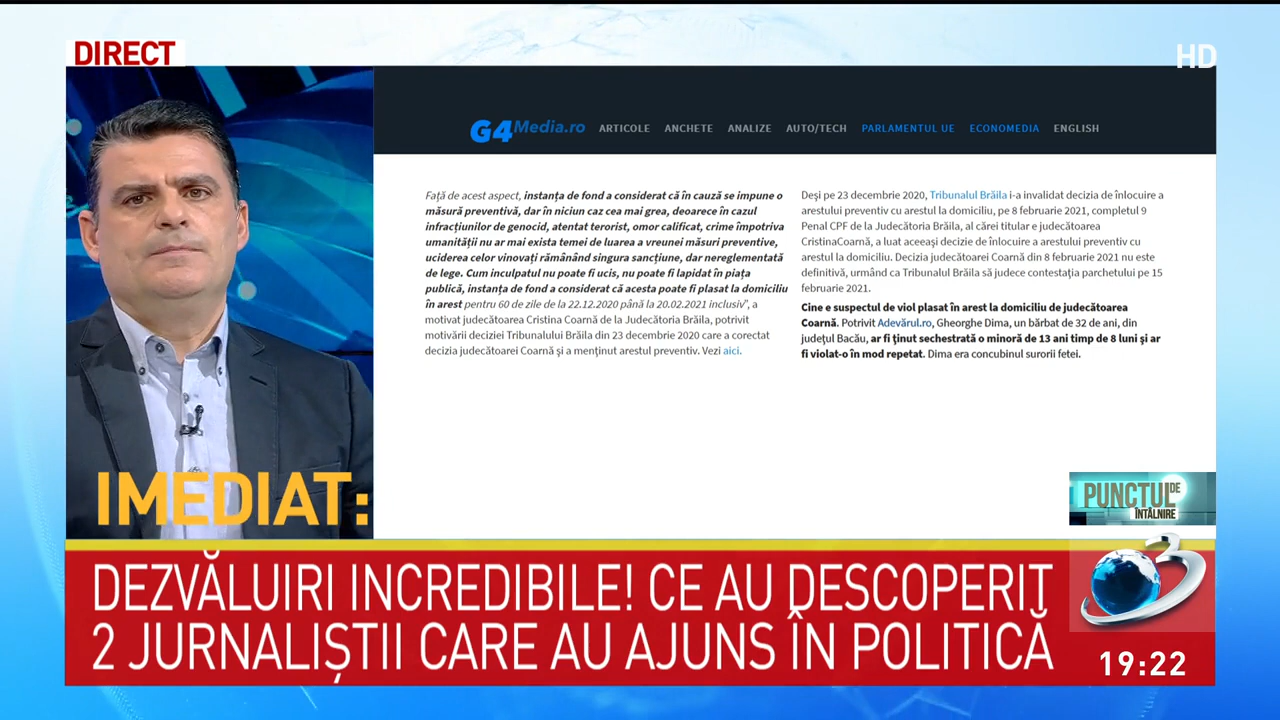 DIRECT
HD
G4Media.ro ARTICOLE ANCHETE ANALIZE AUTO/TECH PARLAMENTUL UE ECONOMEDIA ENGLISH
Față de acest aspect, instanța de fond a considerat că în cauză se impune o
măsură preventivă, dar în niciun caz cea mai grea, deoarece în cazul
infracțiunilor de genocid, atentat terorist, omor calificat, crime împotriva
umanității nu ar mai exista temei de luarea a vreunei măsuri preventive,
uciderea celor vinovați rămânând singura sancțiune, dar nereglementată
de lege. Cum inculpatul nu poate fi ucis, nu poate fi lapidat în piața
publică, instanța de fond a considerat că acesta poate fi plasat la domiciliu
în arest pentru 60 de zile de la 22.12.2020 până la 20.02.2021 inclusiv”, a
motivat judecătoarea Cristina Coarnă de la Judecătoria Brăila, potrivit
motivării deciziei Tribunalului Brăila din 23 decembrie 2020 care a corectat
decizia judecătoarei Coarnă și a menținut arestul preventiv. Vezi aici.
Deși pe 23 decembrie 2020, Tribunalul Brăila i-a invalidat decizia de înlocuire a
arestului preventiv cu arestul la domiciliu, pe 8 februarie 2021, completul 9
Penal CPF de la Judecătoria Brăila, al cărei titular e judecătoarea
CristinaCoarnă, a luat aceeași decizie de înlocuire a arestului preventiv cu
arestul la domiciliu. Decizia judecătoarei Coarnă din 8 februarie 2021 nu este
definitivă, urmând ca Tribunalul Brăila să judece contestația parchetului pe 15
februarie 2021.
Cine e suspectul de viol plasat în arest la domiciliu de judecătoarea
Coarnă. Potrivit Adevărul.ro, Gheorghe Dima, un bărbat de 32 de ani, din
județul Bacău, ar fi ținut sechestrată o minoră de 13 ani timp de 8 luni și ar
fi violat-o în mod repetat. Dima era concubinul surorii fetei.
IMEDIAT:
PUNCTUL DE
ÎNTÂLNIRE
DEZVĂLUIRI INCREDIBILE! CE AU DESCOPERIT
2 JURNALIȘTII CARE AU AJUNS ÎN POLITICĂ
3
19:22